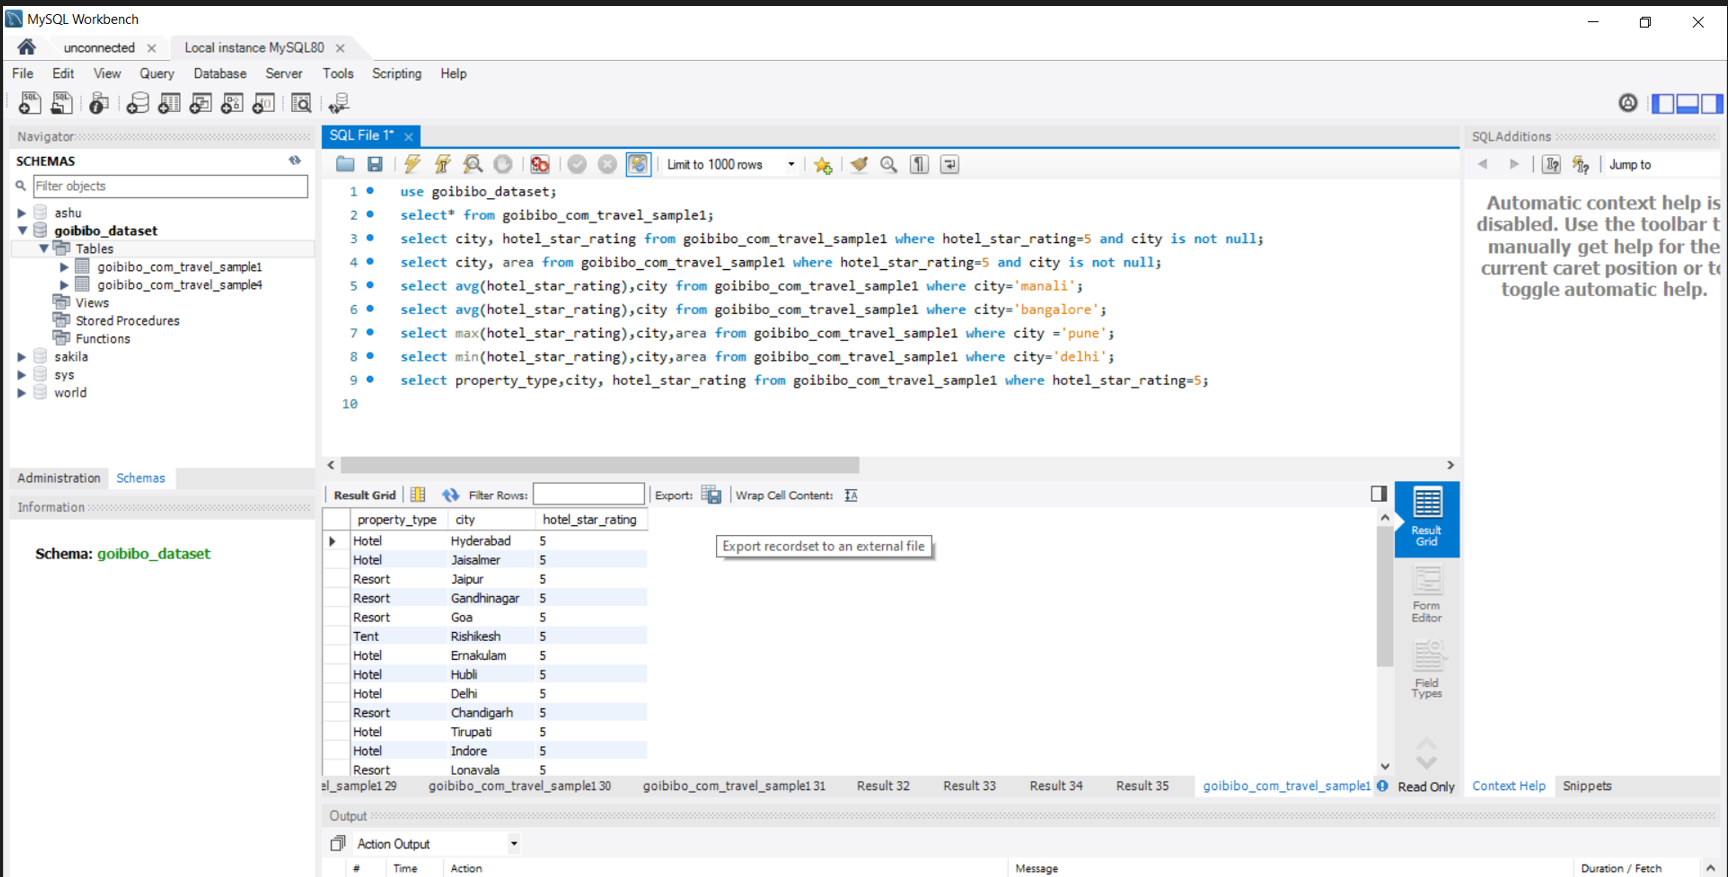 MySQL Workbench
unconnected
Local instance MySQL80
File Edit View Query Database Server Tools Scripting Help
Navigator
SCHEMAS
Filter objects
ashu
goibibo_dataset
Tables
goibibo_com_travel_sample1
goibibo_com_travel_sample4
Views
Stored Procedures
Functions
sakila
sys
world
Administration Schemas
Information
Schema: goibibo_dataset
SQL File 1*
Limit to 1000 rows
1 use goibibo_dataset;
2 select* from goibibo_com_travel_sample1;
3 select city, hotel_star_rating from goibibo_com_travel_sample1 where hotel_star_rating=5 and city is not null;
4 select city, area from goibibo_com_travel_sample1 where hotel_star_rating=5 and city is not null;
5 select avg(hotel_star_rating),city from goibibo_com_travel_sample1 where city='manali';
6 select avg(hotel_star_rating),city from goibibo_com_travel_sample1 where city='bangalore';
7 select max(hotel_star_rating),city,area from goibibo_com_travel_sample1 where city ='pune';
8 select min(hotel_star_rating),city,area from goibibo_com_travel_sample1 where city='delhi';
9 select property_type,city, hotel_star_rating from goibibo_com_travel_sample1 where hotel_star_rating=5;
10
Result Grid Filter Rows: Export: Wrap Cell Content:
property_type city hotel_star_rating
Hotel Hyderabad 5
Hotel Jaisalmer 5
Resort Jaipur 5
Resort Gandhinagar 5
Resort Goa 5
Tent Rishikesh 5
Hotel Ernakulam 5
Hotel Hubli 5
Hotel Delhi 5
Resort Chandigarh 5
Hotel Tirupati 5
Hotel Indore 5
Resort Lonavala 5
Export recordset to an external file
Result
Grid
Form
Editor
Field
Types
el_sample1 29 goibibo_com_travel_sample1 30 goibibo_com_travel_sample1 31 Result 32 Result 33 Result 34 Result 35 goibibo_com_travel_sample1 Read Only
Output
Action Output
# Time Action Message Duration / Fetch
SQLAdditions
Jump to
Automatic context help is
disabled. Use the toolbar t
manually get help for the
current caret position or to
toggle automatic help.
Context Help Snippets